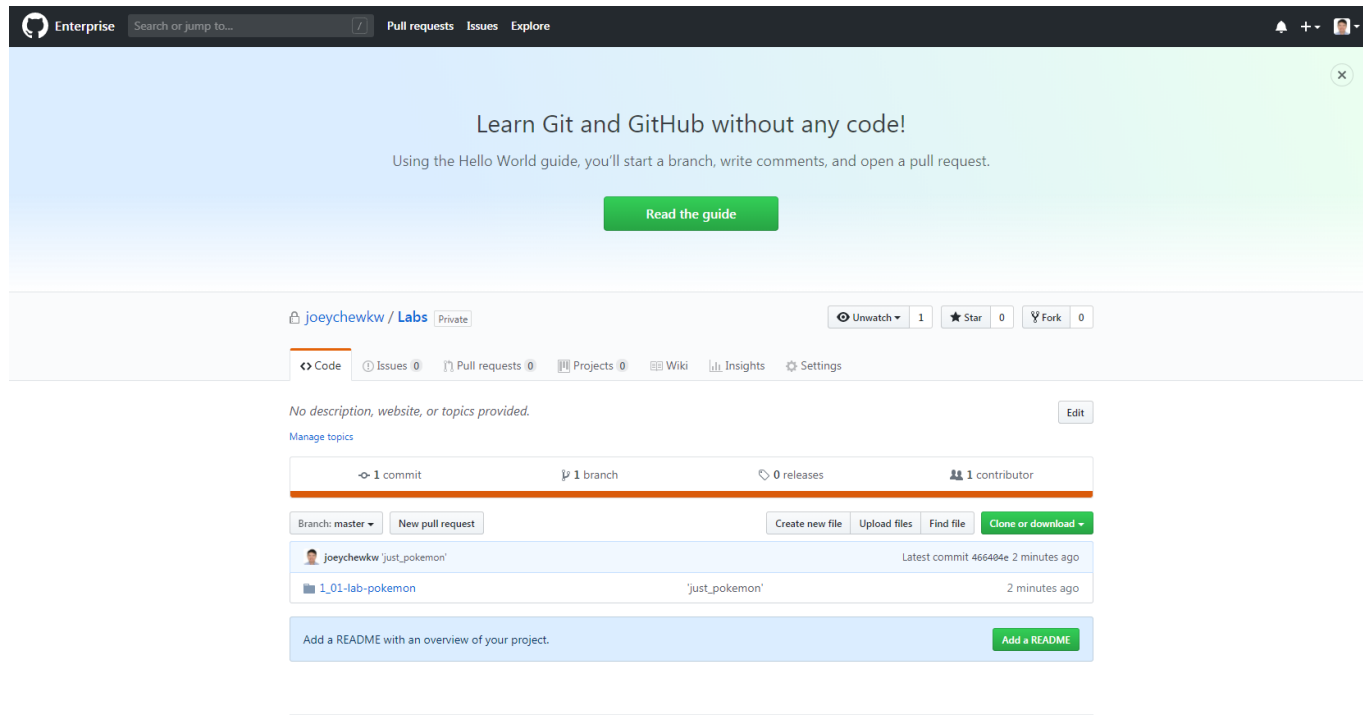 Enterprise Search or jump to... / Pull requests Issues Explore
Learn Git and GitHub without any code!
Using the Hello World guide, you’ll start a branch, write comments, and open a pull request.
Read the guide
joeychewkw / Labs Private Unwatch 1 Star 0 Fork 0
Code Issues 0 Pull requests 0 Projects 0 Wiki Insights Settings
No description, website, or topics provided. Edit
Manage topics
1 commit 1 branch 0 releases 1 contributor
Branch: master New pull request Create new file Upload files Find file Clone or download
joeychewkw 'just_pokemon' Latest commit 466404e 2 minutes ago
1_01-lab-pokemon 'just_pokemon' 2 minutes ago
Add a README with an overview of your project. Add a README